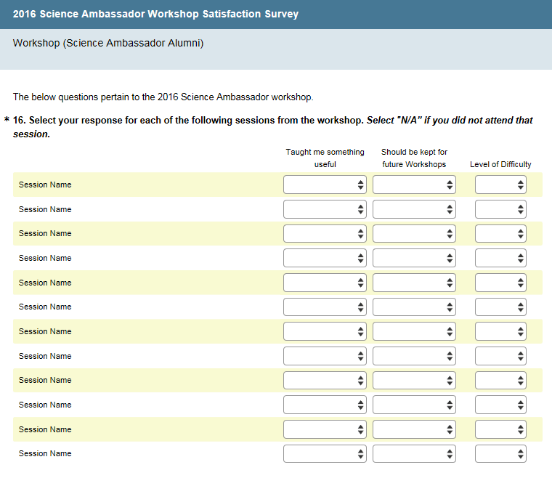 2016 Science Ambassador Workshop Satisfaction Survey
Workshop (Science Ambassador Alumni)
The below questions pertain to the 2016 Science Ambassador workshop.
* 16. Select your response for each of the following sessions from the workshop. Select "N/A" if you did not attend that
session.
Taught me something useful
Should be kept for future Workshops
Level of Difficulty
Session Name
Session Name
Session Name
Session Name
Session Name
Session Name
Session Name
Session Name
Session Name
Session Name
Session Name
Session Name